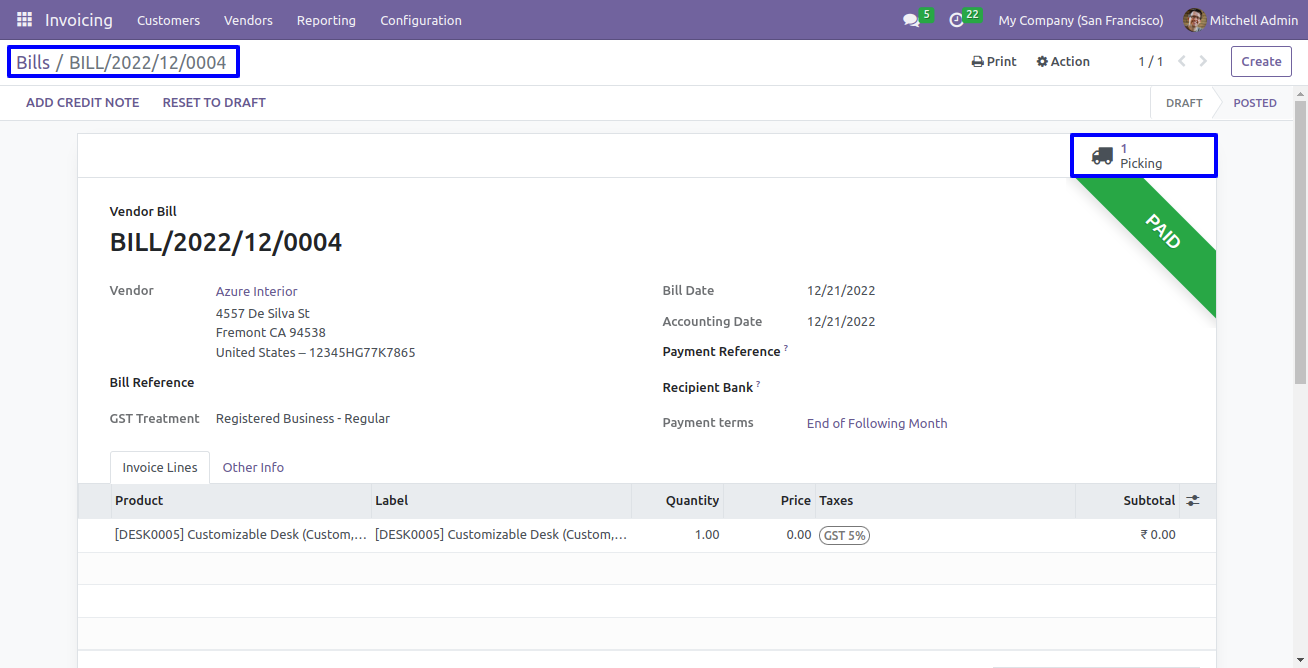 Invoicing Customers Vendors Reporting Configuration 5 22 My Company (San Francisco) Mitchell Admin
Bills / BILL/2022/12/0004 Print Action 1 / 1 Create
ADD CREDIT NOTE RESET TO DRAFT DRAFT POSTED
1
Picking
PAID
Vendor Bill
BILL/2022/12/0004
Vendor Azure Interior Bill Date 12/21/2022
4557 De Silva St
Fremont CA 94538 Accounting Date 12/21/2022
United States – 12345HG77K7865 Payment Reference ?
Bill Reference Recipient Bank ?
GST Treatment Registered Business - Regular Payment terms End of Following Month
Invoice Lines Other Info
Product Label Quantity Price Taxes Subtotal
[DESK0005] Customizable Desk (Custom,... [DESK0005] Customizable Desk (Custom,... 1.00 0.00 GST 5% ₹ 0.00